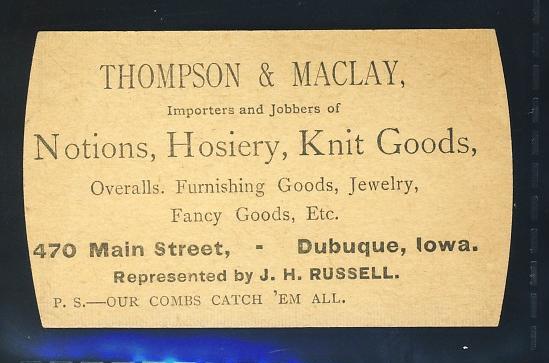 THOMPSON & MACLAY,
Importers and Jobbers of
Notions, Hosiery, Knit Goods,
Overalls. Furnishing Goods, Jewelry,
Fancy Goods, Etc.
470 Main Street, - Dubuque, Iowa.
Represented by J. H. RUSSELL.
P. S.—OUR COMBS CATCH 'EM ALL.